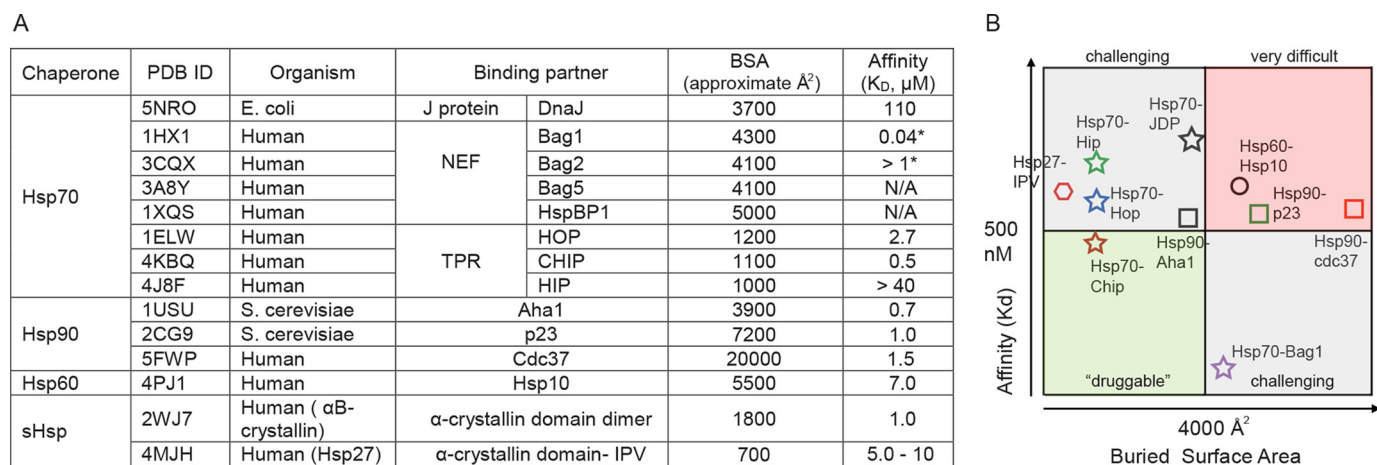 A
Chaperone PDB ID Organism Binding partner BSA (approximate Å²) Affinity (K_D, µM)
Hsp70 5NRO E. coli J protein DnaJ 3700 110
1HX1 Human NEF Bag1 4300 0.04*
3CQX Human Bag2 4100 > 1*
3A8Y Human Bag5 4100 N/A
1XQS Human HspBP1 5000 N/A
1ELW Human TPR HOP 1200 2.7
4KBQ Human CHIP 1100 0.5
4J8F Human HIP 1000 > 40
Hsp90 1USU S. cerevisiae Aha1 3900 0.7
2CG9 S. cerevisiae p23 7200 1.0
5FWP Human Cdc37 20000 1.5
Hsp60 4PJ1 Human Hsp10 5500 7.0
sHsp 2WJ7 Human ( αB-crystallin) α-crystallin domain dimer 1800 1.0
4MJH Human (Hsp27) α-crystallin domain- IPV 700 5.0 - 10
B
challenging
very difficult
Hsp70-
JDP
Hsp70-
Hip
Hsp60-
Hsp10
Hsp27-
IPV
Hsp70-
Hop
Hsp90-
p23
500
nM
Hsp90-
Aha1
Hsp90-
cdc37
Hsp70-
Chip
Hsp70-Bag1
"druggable"
challenging
Affinity (Kd)
4000 Å²
Buried Surface Area